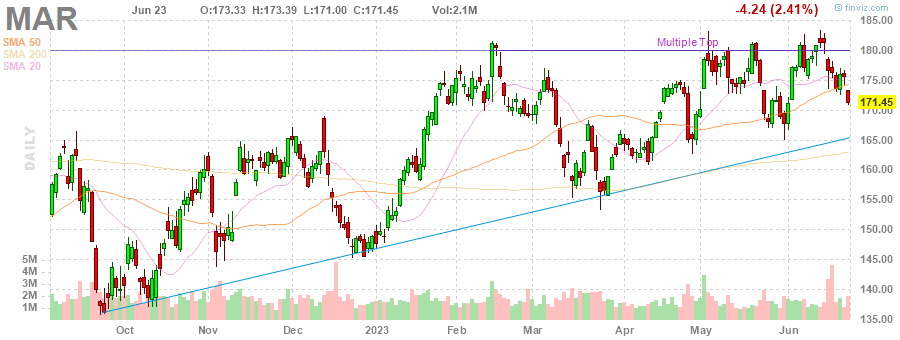 MAR
Jun 23
O:173.33 H:173.39 L:171.00 C:171.45 Vol:2.1M
-4.24 (2.41%)
© finviz.com
SMA 50
SMA 200
SMA 20
Multiple Top
DAILY
185.00
180.00
175.00
171.45
170.00
165.00
160.00
155.00
150.00
145.00
140.00
135.00
5M
4M
3M
2M
1M
Oct Nov Dec 2023 Feb Mar Apr May Jun